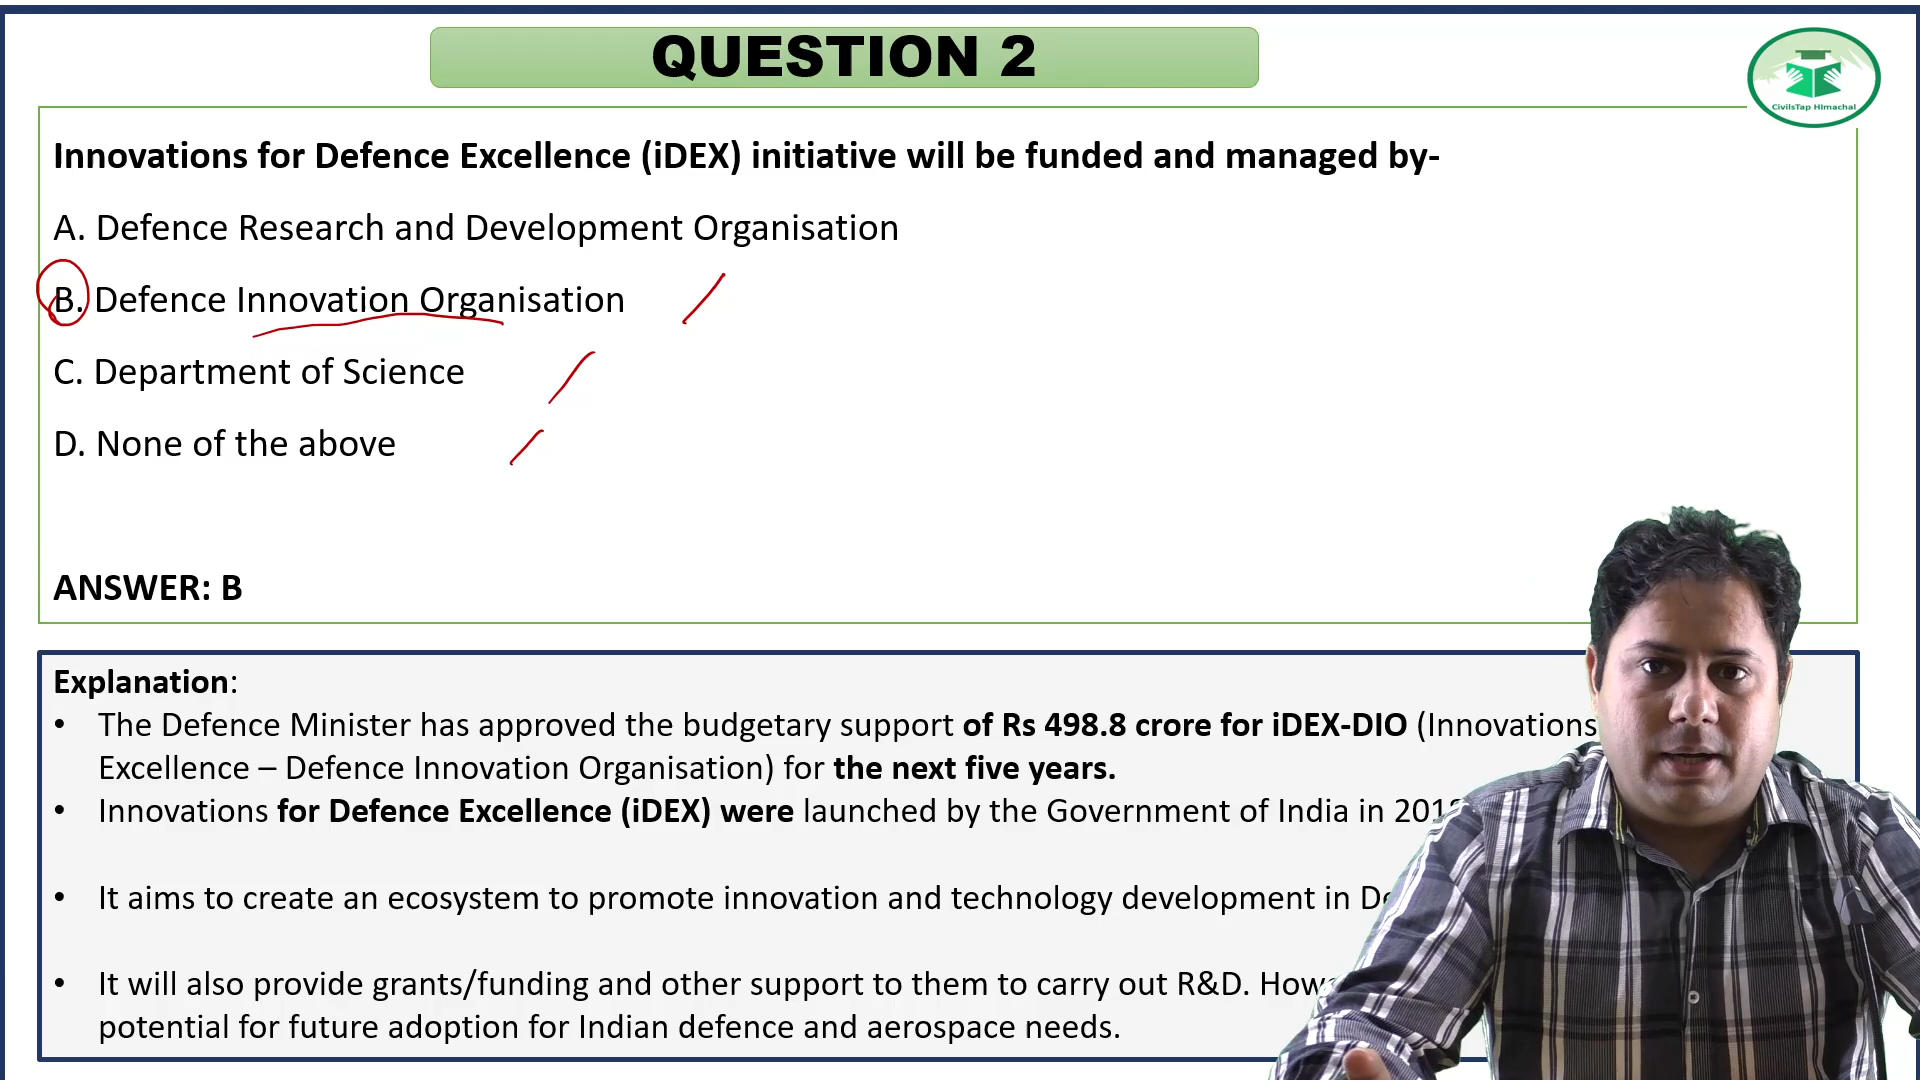 QUESTION 2
CivilsTap Himachal
Innovations for Defence Excellence (iDEX) initiative will be funded and managed by-
A. Defence Research and Development Organisation
B. Defence Innovation Organisation
C. Department of Science
D. None of the above
ANSWER: B
Explanation:
• The Defence Minister has approved the budgetary support of Rs 498.8 crore for iDEX-DIO (Innovations
Excellence – Defence Innovation Organisation) for the next five years.
• Innovations for Defence Excellence (iDEX) were launched by the Government of India in
• It aims to create an ecosystem to promote innovation and technology development in
• It will also provide grants/funding and other support to them to carry out R&D.
potential for future adoption for Indian defence and aerospace needs.